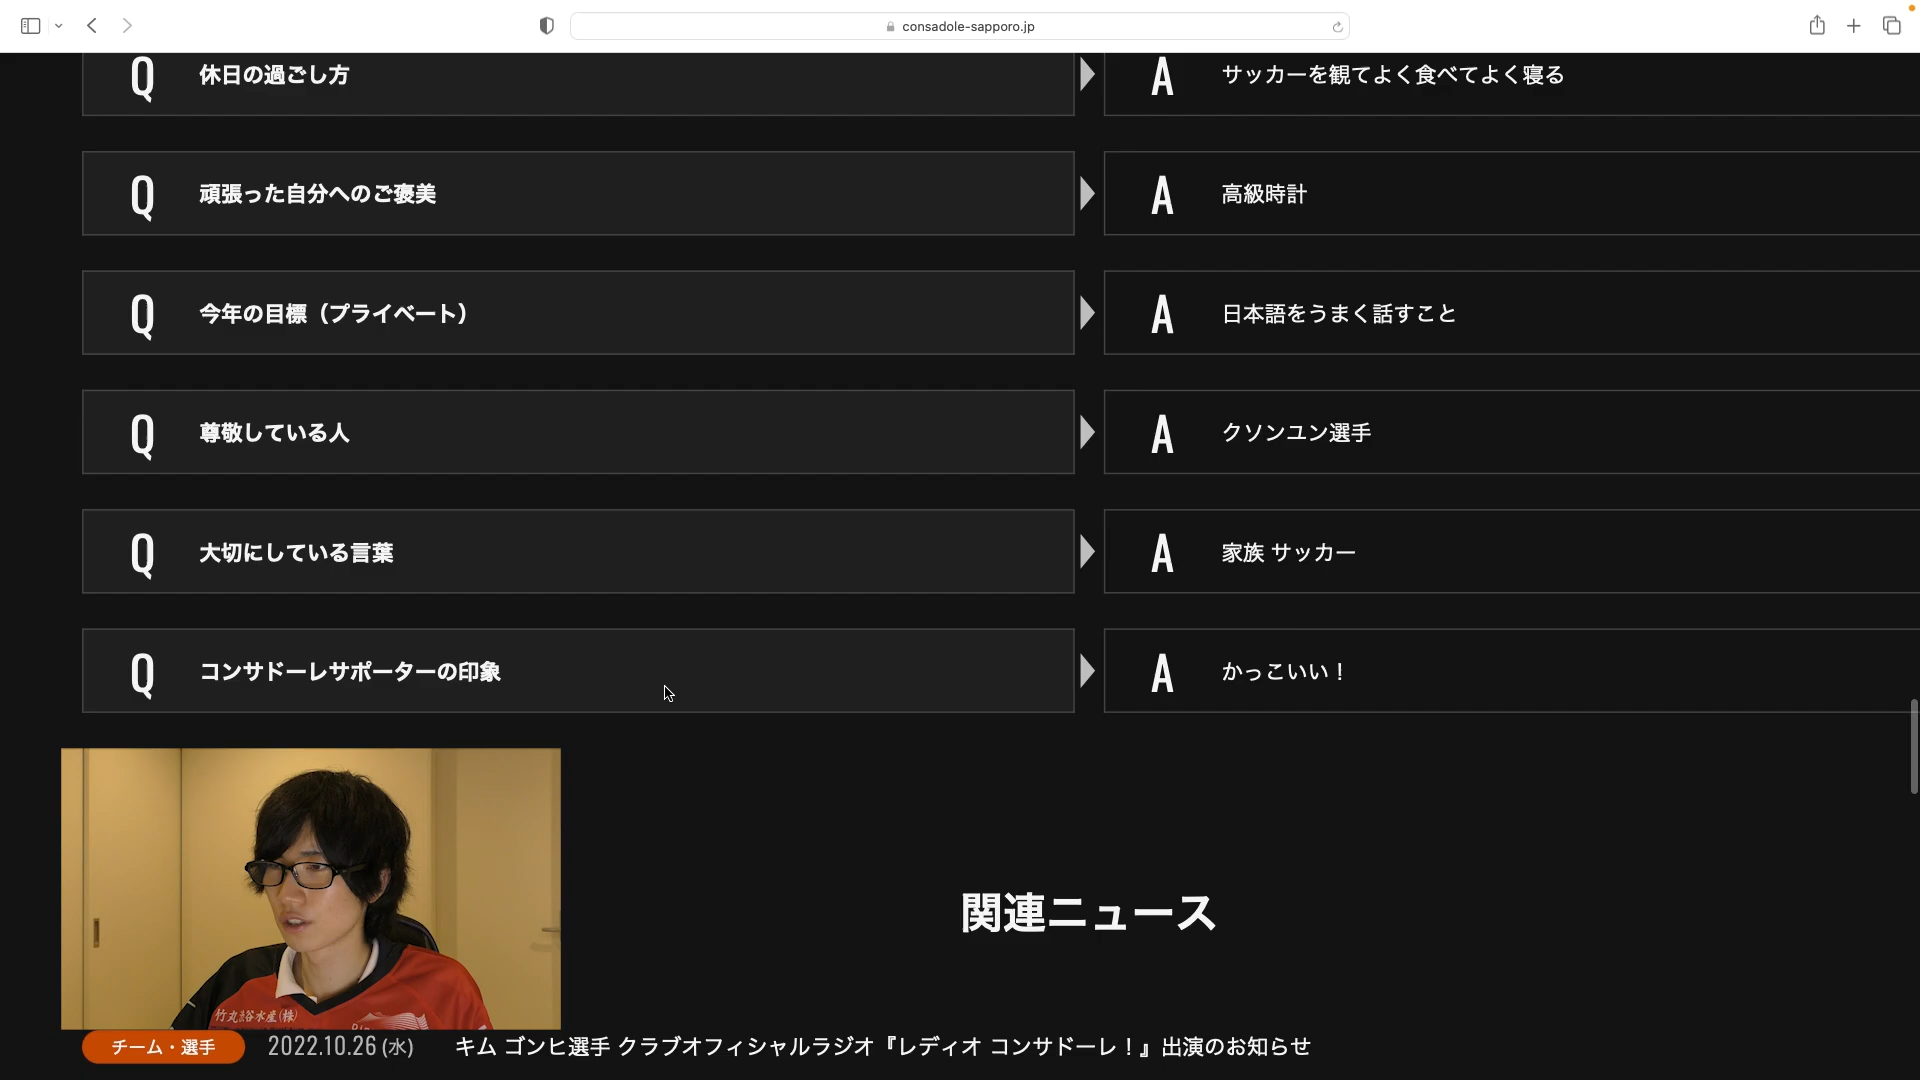 consadole-sapporo.jp
Q 休日の過ごし方 A サッカーを観てよく食べてよく寝る
Q 頑張った自分へのご褒美 A 高級時計
Q 今年の目標（プライベート） A 日本語をうまく話すこと
Q 尊敬している人 A クソンユン選手
Q 大切にしている言葉 A 家族 サッカー
Q コンサドーレサポーターの印象 A かっこいい！
関連ニュース
竹丸渋谷水産(株)
チーム・選手 2022.10.26 (水) キム ゴンヒ選手 クラブオフィシャルラジオ『レディオ コンサドーレ！』出演のお知らせ